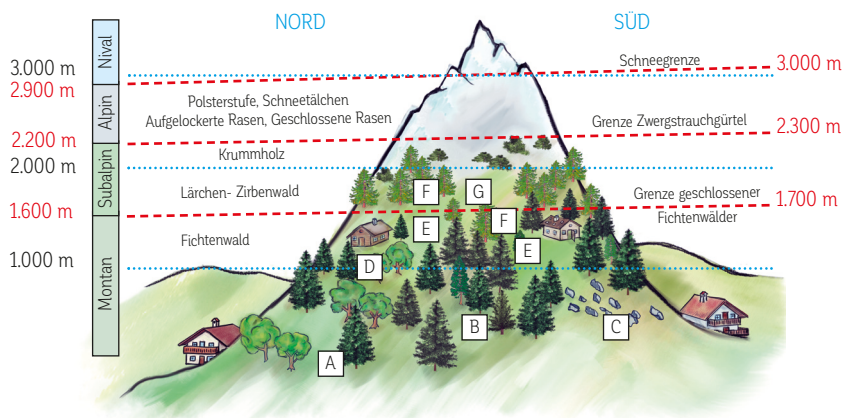 NORD
SÜD
Nival
Schneegrenze
3.000 m
3.000 m
2.900 m
Alpin
Polsterstufe, Schneetälchen
Aufgelockerte Rasen, Geschlossene Rasen
Grenze Zwergstrauchgürtel
2.200 m
2.300 m
Subalpin
Krummholz
2.000 m
Lärchen- Zirbenwald
F
G
Grenze geschlossener
1.700 m
1.600 m
F
Fichtenwälder
E
Fichtenwald
E
1.000 m
D
Montan
B
C
A